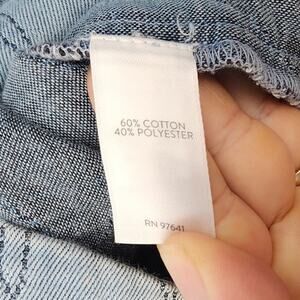 60% COTTON
40% POLYESTER
RN 97641